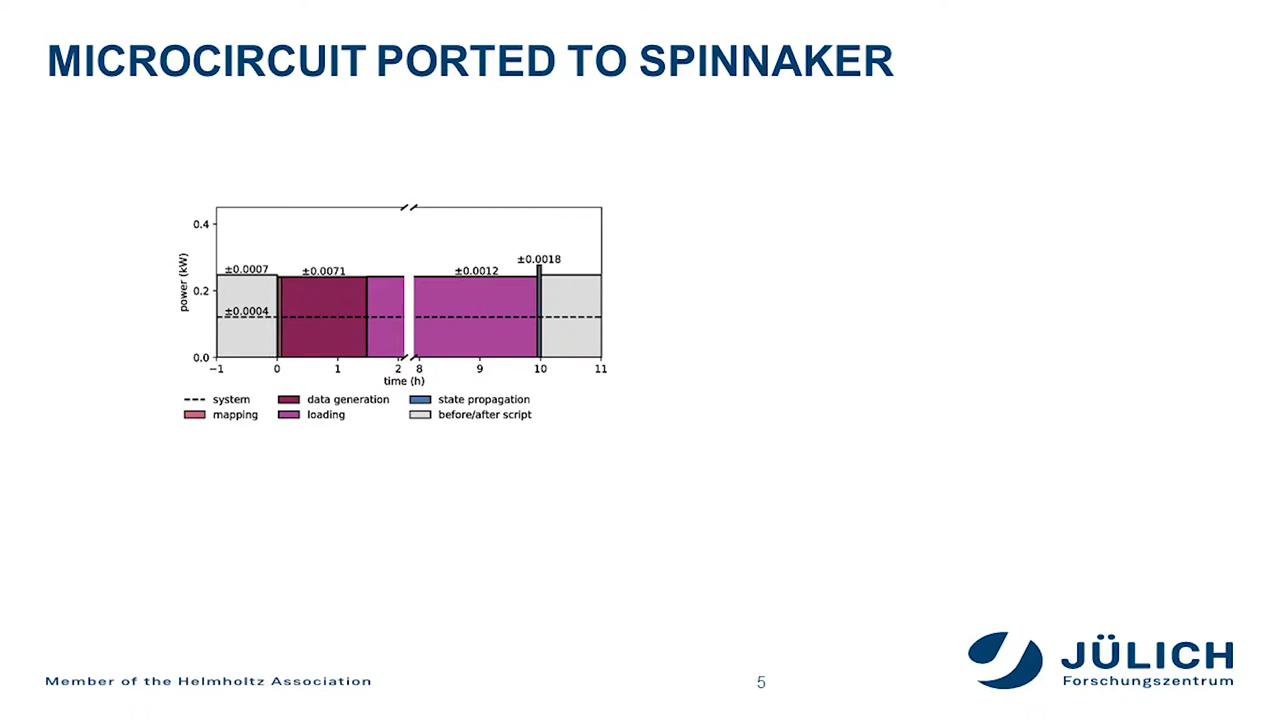 MICROCIRCUIT PORTED TO SPINNAKER
0.4
0.2
0.0
power (kW)
±0.0007
±0.0071
±0.0012
±0.0018
±0.0004
−1 0 1 2 8 9 10 11
time (h)
system data generation state propagation
mapping loading before/after script
Member of the Helmholtz Association
5
JÜLICH
Forschungszentrum